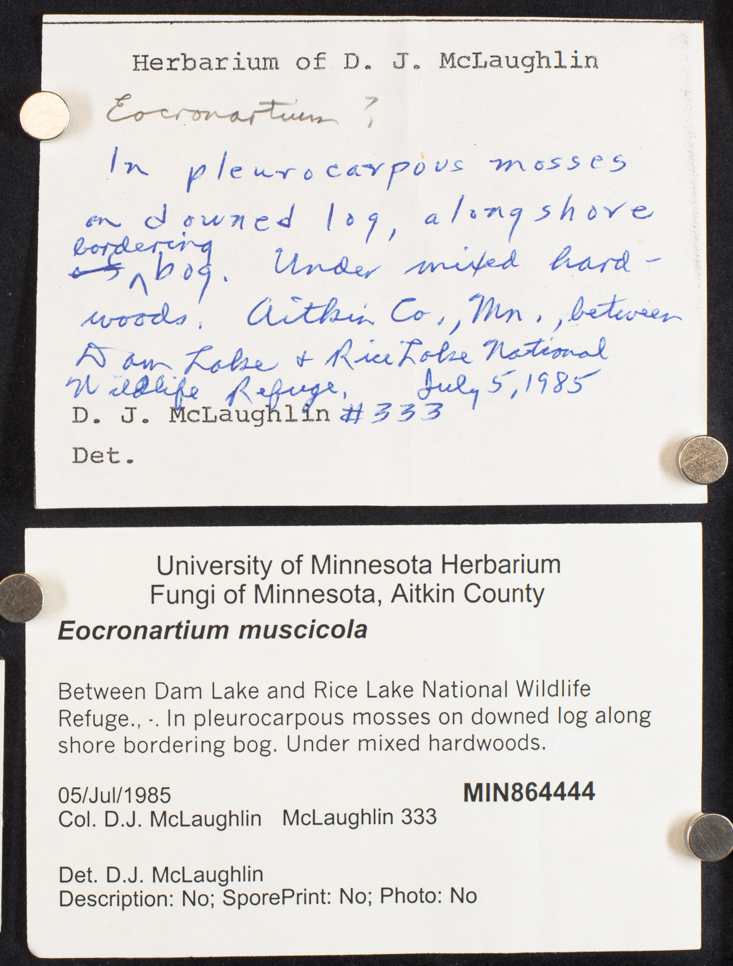 Herbarium of D. J. McLaughlin
Eocronartium ?
In pleurocarpous mosses
on downed log, along shore
bordering
bog. Under mixed hard-
woods. Aitkin Co., Mn., between
Dam Lake & Rice Lake National
Wildlife Refuge. July 5, 1985
D. J. McLaughlin #333
Det.
University of Minnesota Herbarium
Fungi of Minnesota, Aitkin County
Eocronartium muscicola
Between Dam Lake and Rice Lake National Wildlife
Refuge., -. In pleurocarpous mosses on downed log along
shore bordering bog. Under mixed hardwoods.
05/Jul/1985 MIN864444
Col. D.J. McLaughlin McLaughlin 333
Det. D.J. McLaughlin
Description: No; SporePrint: No; Photo: No